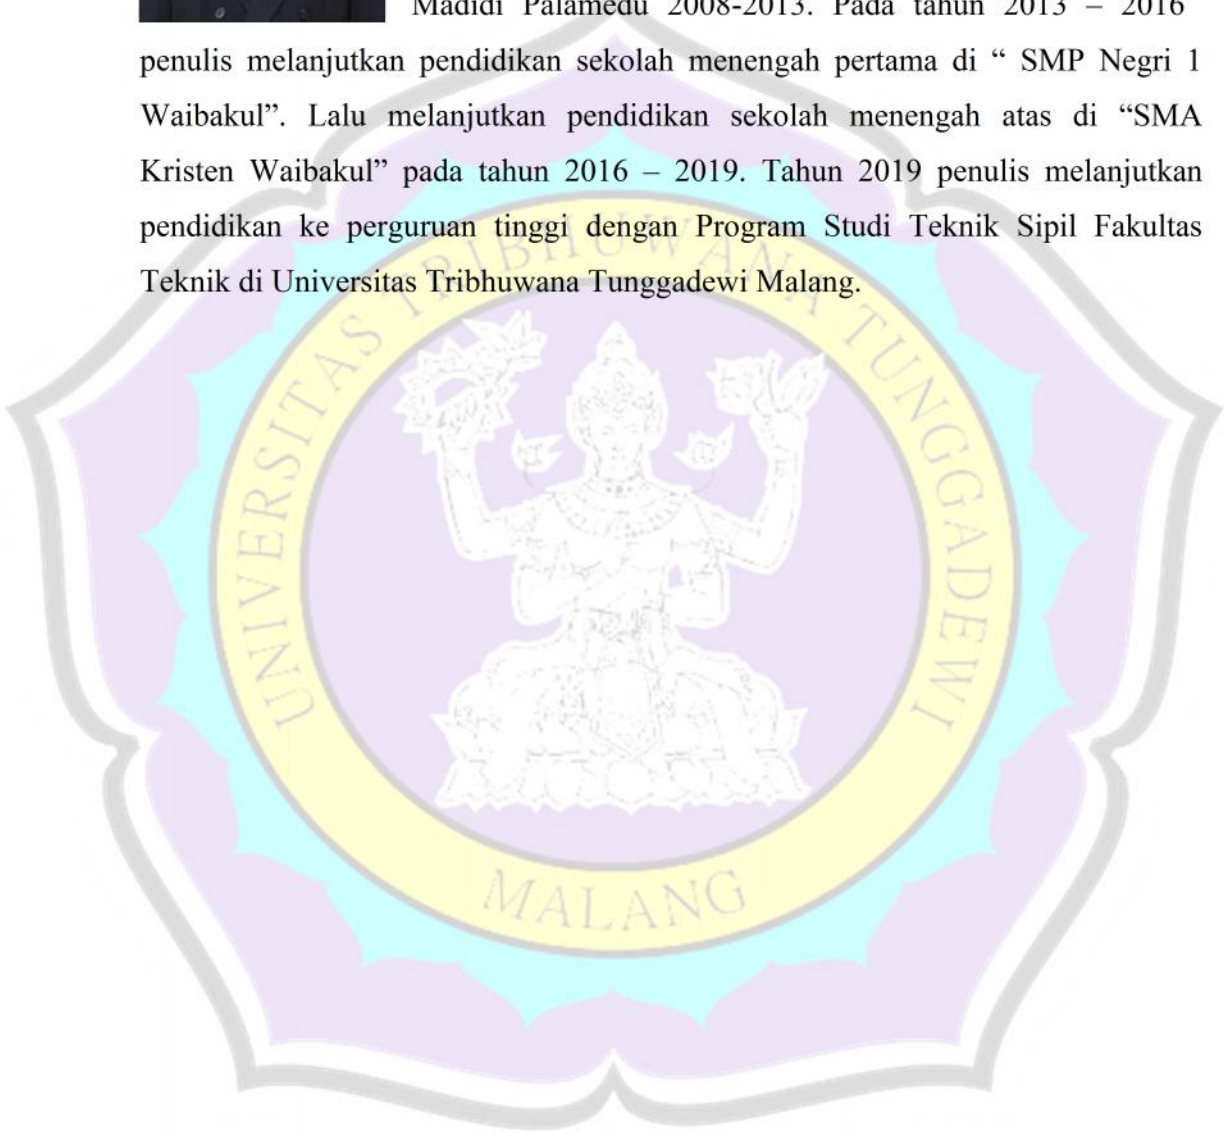 Madidi Palamedu 2008-2013. Pada tahun 2013 – 2016
penulis melanjutkan pendidikan sekolah menengah pertama di “ SMP Negri 1
Waibakul”. Lalu melanjutkan pendidikan sekolah menengah atas di “SMA
Kristen Waibakul” pada tahun 2016 – 2019. Tahun 2019 penulis melanjutkan
pendidikan ke perguruan tinggi dengan Program Studi Teknik Sipil Fakultas
Teknik di Universitas Tribhuwana Tunggadewi Malang.
UNIVERSITAS TRIBHUWANA TUNGGADEWI
MALANG